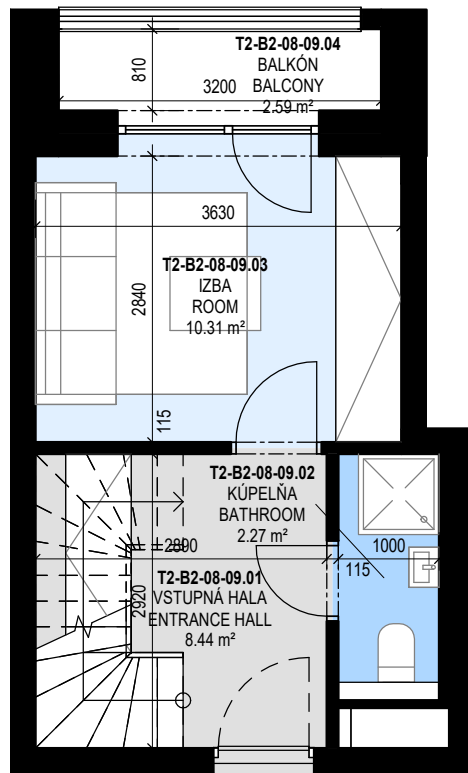 T2-B2-08-09.04
BALKÓN
BALCONY
2.59 m²
810
3200
3630
T2-B2-08-09.03
IZBA
ROOM
10.31 m²
2840
115
T2-B2-08-09.02
KÚPEĽŇA
BATHROOM
2.27 m²
2890
1000
115
T2-B2-08-09.01
VSTUPNÁ HALA
ENTRANCE HALL
8.44 m²
2920